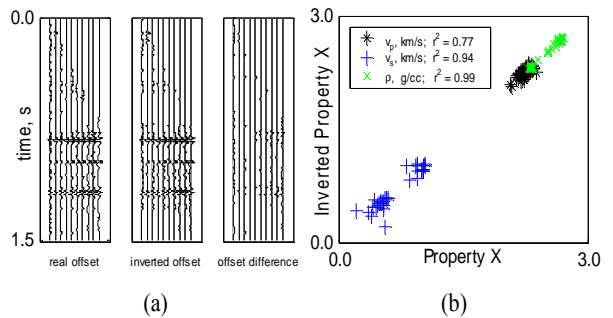 0.0
time, s
1.5
real offset
inverted offset
offset difference
(a)
3.0
v_p, km/s; r² = 0.77
v_s, km/s; r² = 0.94
ρ, g/cc; r² = 0.99
Inverted Property X
0.0
0.0
Property X
3.0
(b)